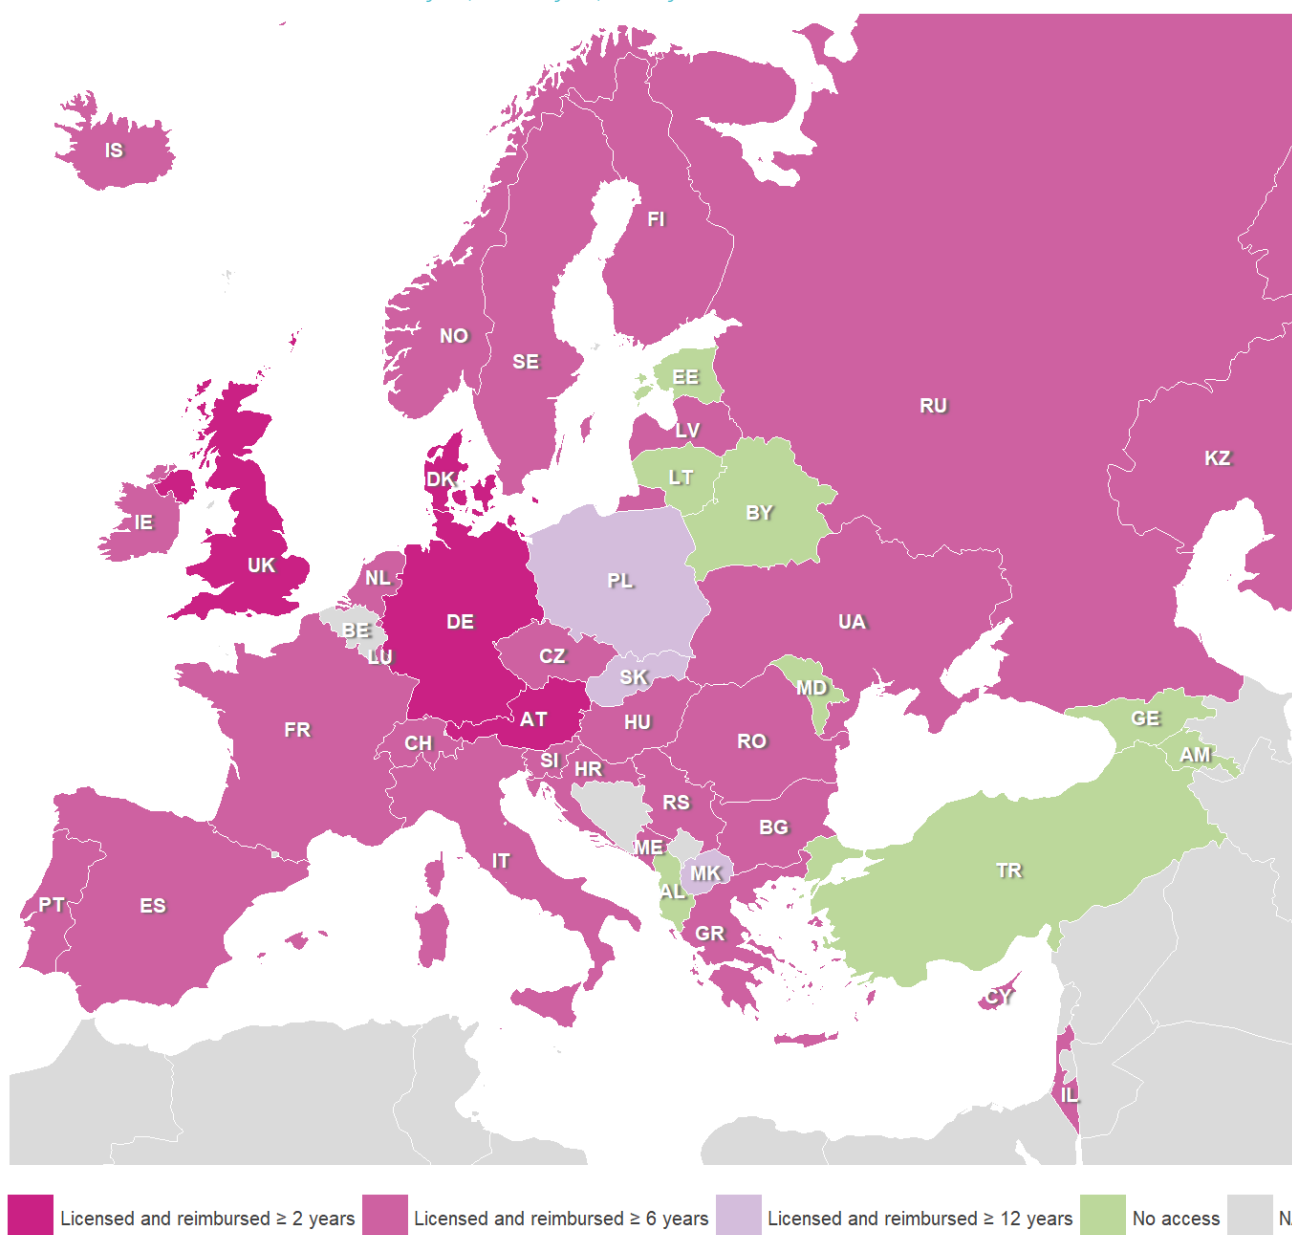 IS
FI
NO
SE
EE
RU
LV
KZ
LT
DK
BY
IE
UK
NL
PL
DE
UA
BE
LU
CZ
SK
MD
AT
HU
GE
FR
CH
RO
SI
AM
HR
RS
BG
ME
IT
MK
TR
AL
PT
ES
GR
CY
IL
Licensed and reimbursed ≥ 2 years
Licensed and reimbursed ≥ 6 years
Licensed and reimbursed ≥ 12 years
No access